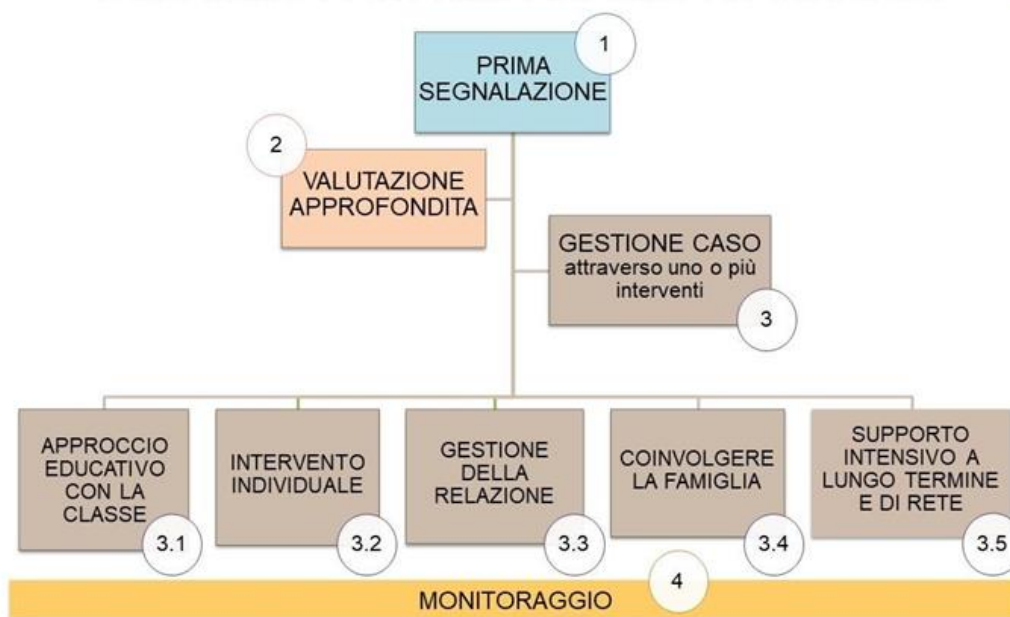 1
PRIMA
SEGNALAZIONE
2
VALUTAZIONE
APPROFONDITA
GESTIONE CASO
attraverso uno o più
interventi
3
APPROCCIO
EDUCATIVO
CON LA
CLASSE
3.1
INTERVENTO
INDIVIDUALE
3.2
GESTIONE
DELLA
RELAZIONE
3.3
COINVOLGERE
LA FAMIGLIA
3.4
SUPPORTO
INTENSIVO A
LUNGO TERMINE
E DI RETE
3.5
4
MONITORAGGIO